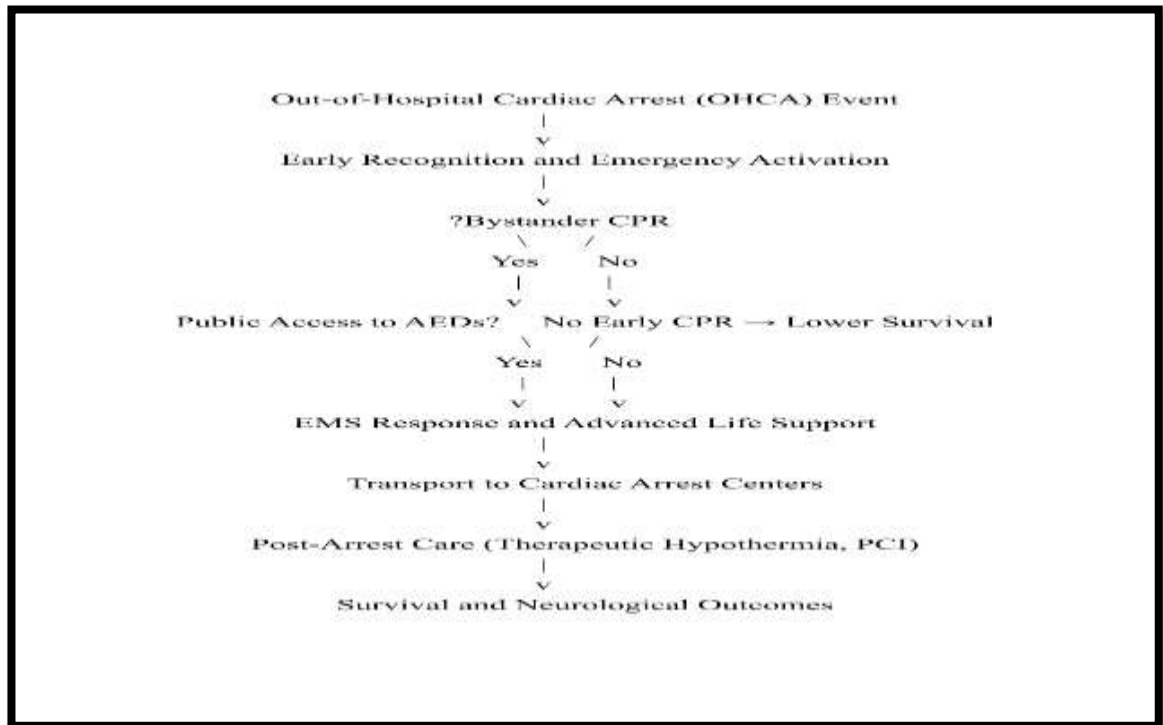 Out-of-Hospital Cardiac Arrest (OHCA) Event
|
v
Early Recognition and Emergency Activation
|
v
?Bystander CPR
\ /
Yes No
| |
v v
Public Access to AEDs? No Early CPR → Lower Survival
\ /
Yes No
| |
v v
EMS Response and Advanced Life Support
|
v
Transport to Cardiac Arrest Centers
|
v
Post-Arrest Care (Therapeutic Hypothermia, PCI)
|
v
Survival and Neurological Outcomes